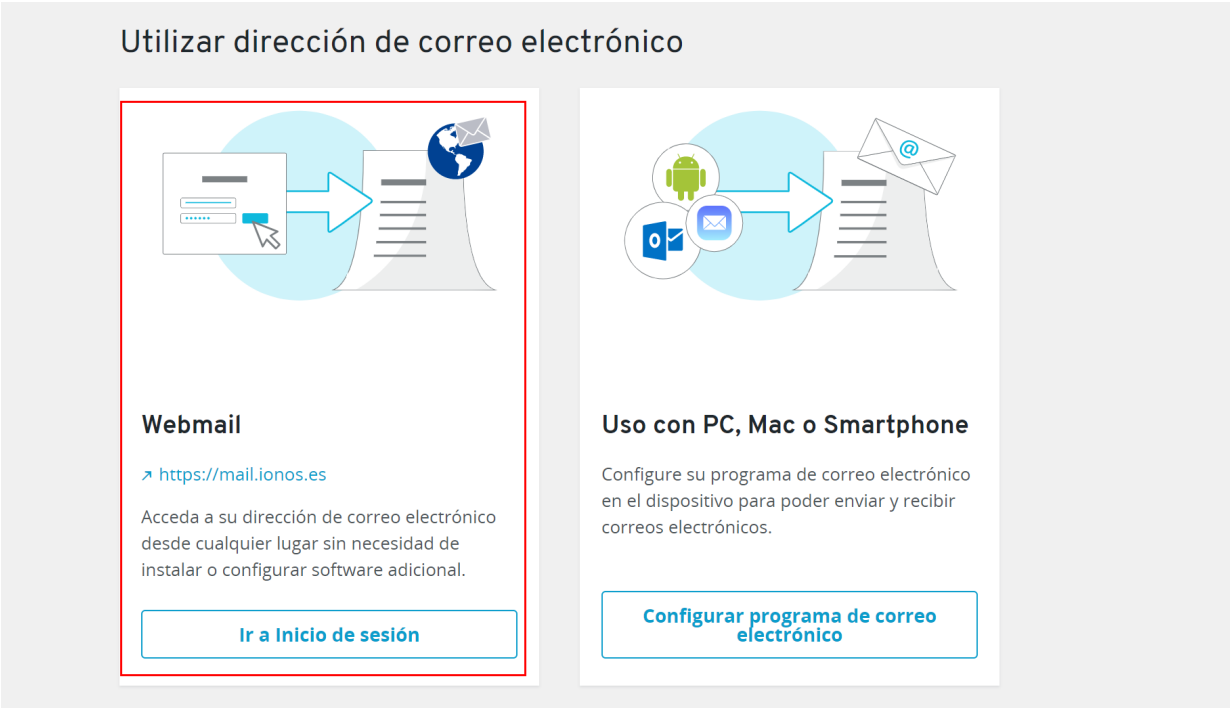 Utilizar dirección de correo electrónico
Webmail
https://mail.ionos.es
Acceda a su dirección de correo electrónico
desde cualquier lugar sin necesidad de
instalar o configurar software adicional.
Ir a Inicio de sesión
@
Uso con PC, Mac o Smartphone
Configure su programa de correo electrónico
en el dispositivo para poder enviar y recibir
correos electrónicos.
Configurar programa de correo
electrónico